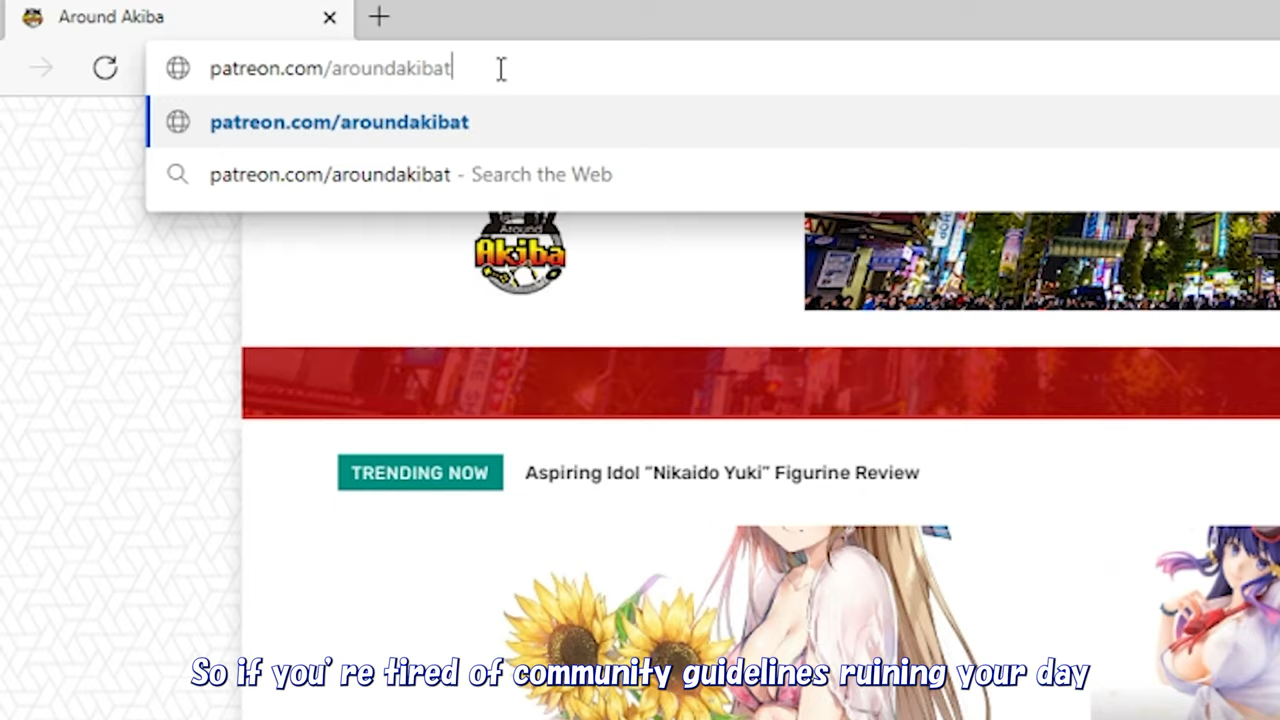 Around Akiba
patreon.com/aroundakibat
patreon.com/aroundakibat
patreon.com/aroundakibat - Search the Web
Around
Akiba
TRENDING NOW Aspiring Idol “Nikaido Yuki” Figurine Review
So if you're tired of community guidelines ruining your day